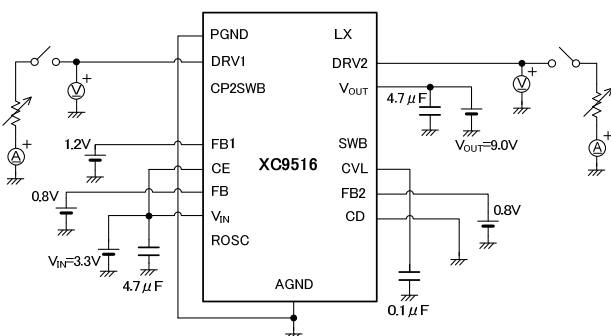 PGND
LX
DRV1
DRV2
CP2SWB
VOUT
4.7μF
V
+
V
+
A
+
A
+
1.2V
FB1
SWB
VOUT=9.0V
CE
XC9516
CVL
0.8V
FB
FB2
0.8V
VIN
CD
ROSC
VIN=3.3V
4.7μF
AGND
0.1μF